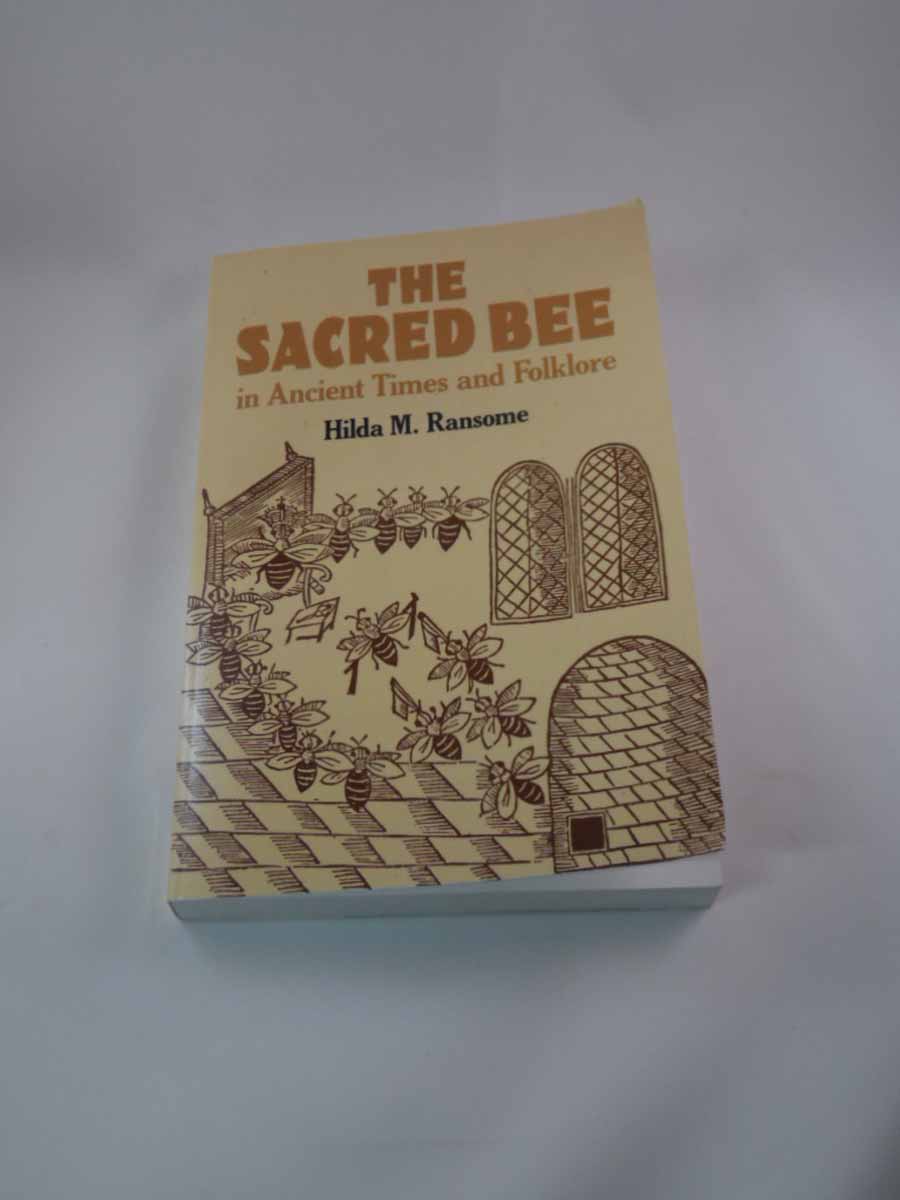 THE
SACRED BEE
in Ancient Times and Folklore
Hilda M. Ransome